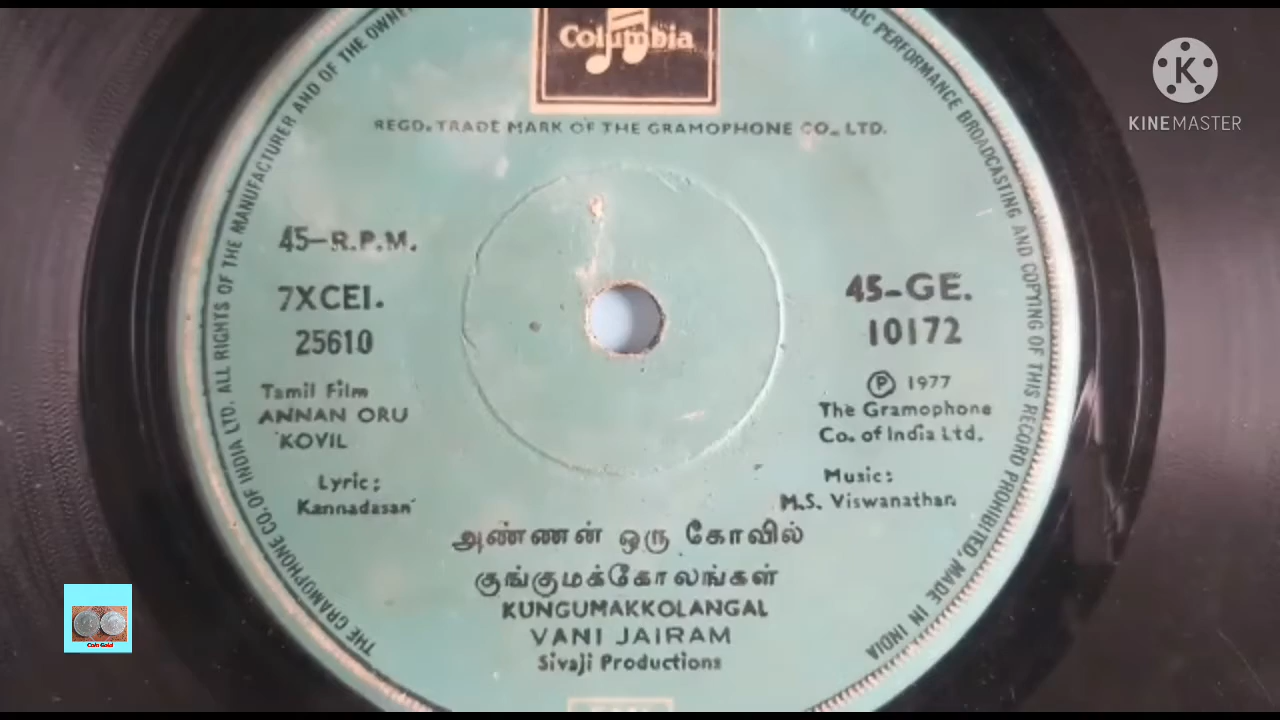 Columbia
REGD. TRADE MARK OF THE GRAMOPHONE CO., LTD.
KINEMASTER
45-R.P.M.
7XCEI.
25610
45-GE.
10172
Tamil Film
ANNAN ORU
KOVIL
Ⓟ 1977
The Gramophone
Co. of India Ltd.
Lyric:
Kannadasan
Music:
M.S. Viswanathan
அண்ணன் ஒரு கோவில்
குங்குமக்கோலங்கள்
KUNGUMAKKOLANGAL
VANI JAIRAM
Sivaji Productions
THE GRAMOPHONE CO. OF INDIA LTD. ALL RIGHTS OF THE MANUFACTURER AND OF THE OWNER
PERFORMANCE BROADCASTING AND COPYING OF THIS RECORD PROHIBITED. MADE IN INDIA
Coin Gold